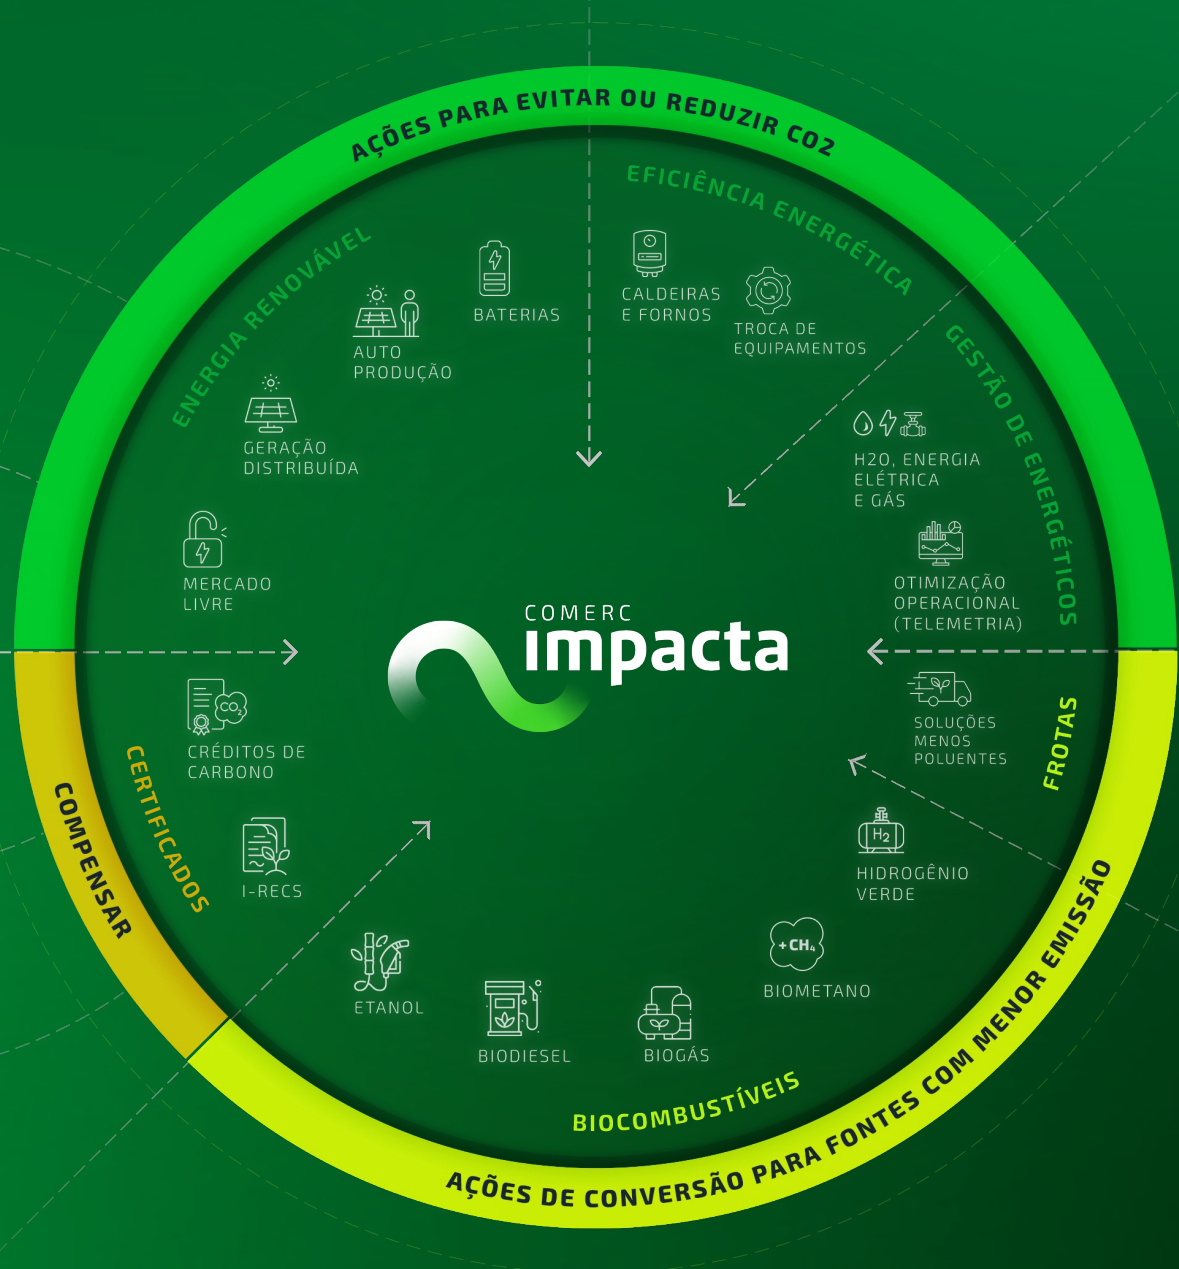 AÇÕES PARA EVITAR OU REDUZIR CO2
ENERGIA RENOVÁVEL
BATERIAS
AUTO
PRODUÇÃO
GERAÇÃO
DISTRIBUÍDA
MERCADO
LIVRE
EFICIÊNCIA ENERGÉTICA
CALDEIRAS
E FORNOS
TROCA DE
EQUIPAMENTOS
GESTÃO DE ENERGÉTICOS
H2O, ENERGIA
ELÉTRICA
E GÁS
OTIMIZAÇÃO
OPERACIONAL
(TELEMETRIA)
COMERC
impacta
AÇÕES DE CONVERSÃO PARA FONTES COM MENOR EMISSÃO
FROTAS
SOLUÇÕES
MENOS
POLUENTES
BIOCOMBUSTÍVEIS
H2
HIDROGÊNIO
VERDE
+CH4
BIOMETANO
BIOGÁS
BIODIESEL
ETANOL
COMPENSAR
CERTIFICADOS
CO2
CRÉDITOS DE
CARBONO
I-RECS